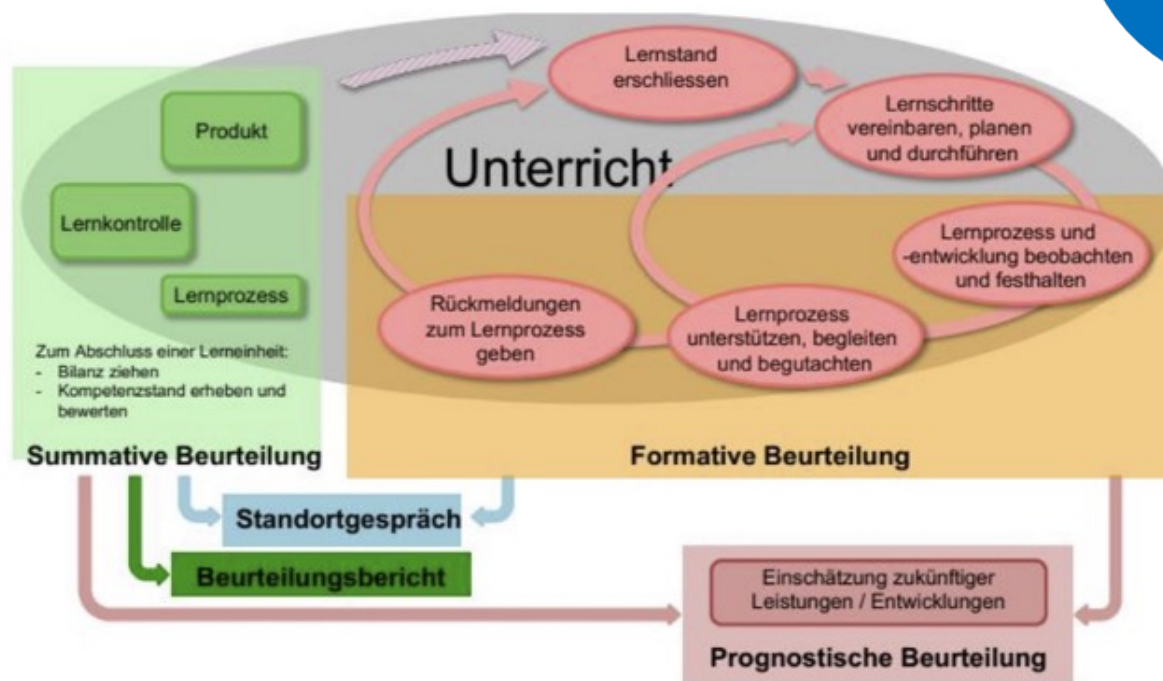 Lernstand
erschliessen
Lernschritte
vereinbaren, planen
und durchführen
Produkt
Unterricht
Lernkontrolle
Lernprozess und
-entwicklung beobachten
und festhalten
Lernprozess
Rückmeldungen
zum Lernprozess
geben
Lernprozess
unterstützen, begleiten
und begutachten
Zum Abschluss einer Lerneinheit:
- Bilanz ziehen
- Kompetenzstand erheben und
bewerten
Summative Beurteilung
Formative Beurteilung
Standortgespräch
Beurteilungsbericht
Einschätzung zukünftiger
Leistungen / Entwicklungen
Prognostische Beurteilung